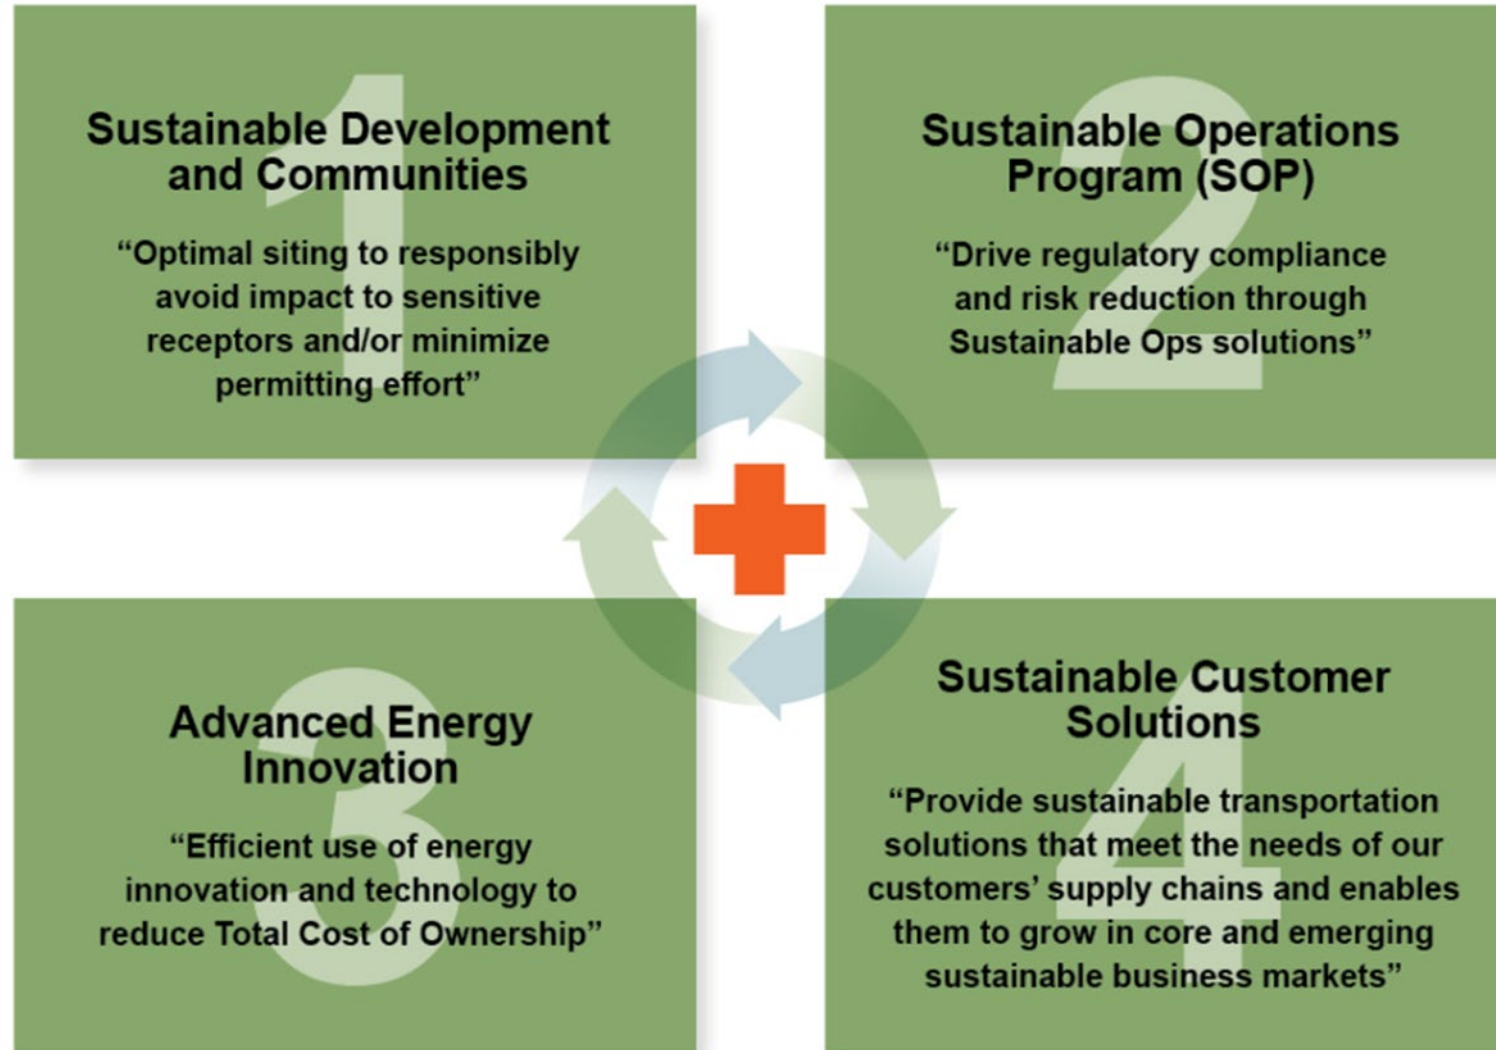 1
Sustainable Development
and Communities
“Optimal siting to responsibly
avoid impact to sensitive
receptors and/or minimize
permitting effort”
2
Sustainable Operations
Program (SOP)
“Drive regulatory compliance
and risk reduction through
Sustainable Ops solutions”
3
Advanced Energy
Innovation
“Efficient use of energy
innovation and technology to
reduce Total Cost of Ownership”
4
Sustainable Customer
Solutions
“Provide sustainable transportation
solutions that meet the needs of our
customers’ supply chains and enables
them to grow in core and emerging
sustainable business markets”